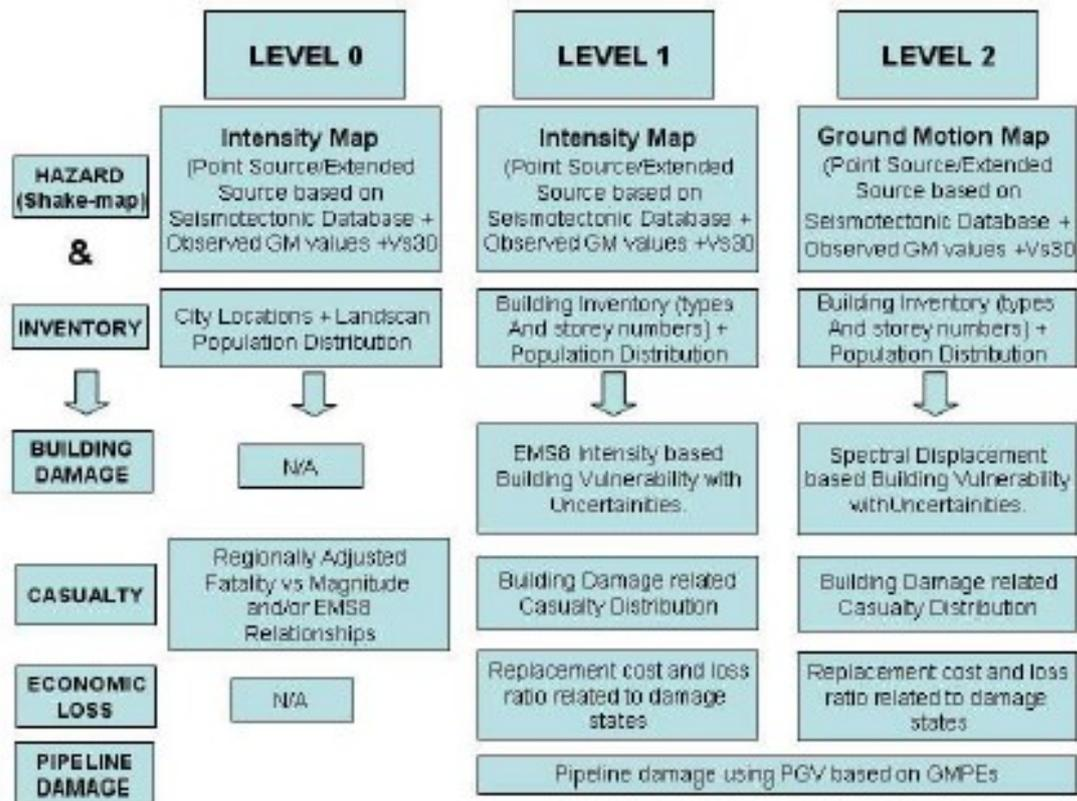 LEVEL 0
LEVEL 1
LEVEL 2
HAZARD
(Shake-map)
&
INVENTORY
Intensity Map
(Point Source/Extended
Source based on
Seismotectonic Database +
Observed GM values +Vs30
Intensity Map
(Point Source/Extended
Source based on
Seismotectonic Database +
Observed GM values +Vs30
Ground Motion Map
(Point Source/Extended
Source based on
Seismotectonic Database +
Observed GM values +Vs30
City Locations + Landscan
Population Distribution
Building Inventory (types
And storey numbers) +
Population Distribution
Building Inventory (types
And storey numbers) +
Population Distribution
BUILDING
DAMAGE
N/A
EMS8 Intensity based
Building Vulnerability with
Uncertainities.
Spectral Displacement
based Building Vulnerability
withUncertainities.
CASUALTY
Regionally Adjusted
Fatality vs Magnitude
and/or EMS8
Relationships
Building Damage related
Casualty Distribution
Building Damage related
Casualty Distribution
ECONOMIC
LOSS
N/A
Replacement cost and loss
ratio related to damage
states
Replacement cost and loss
ratio related to damage
states
PIPELINE
DAMAGE
Pipeline damage using PGV based on GMPEs